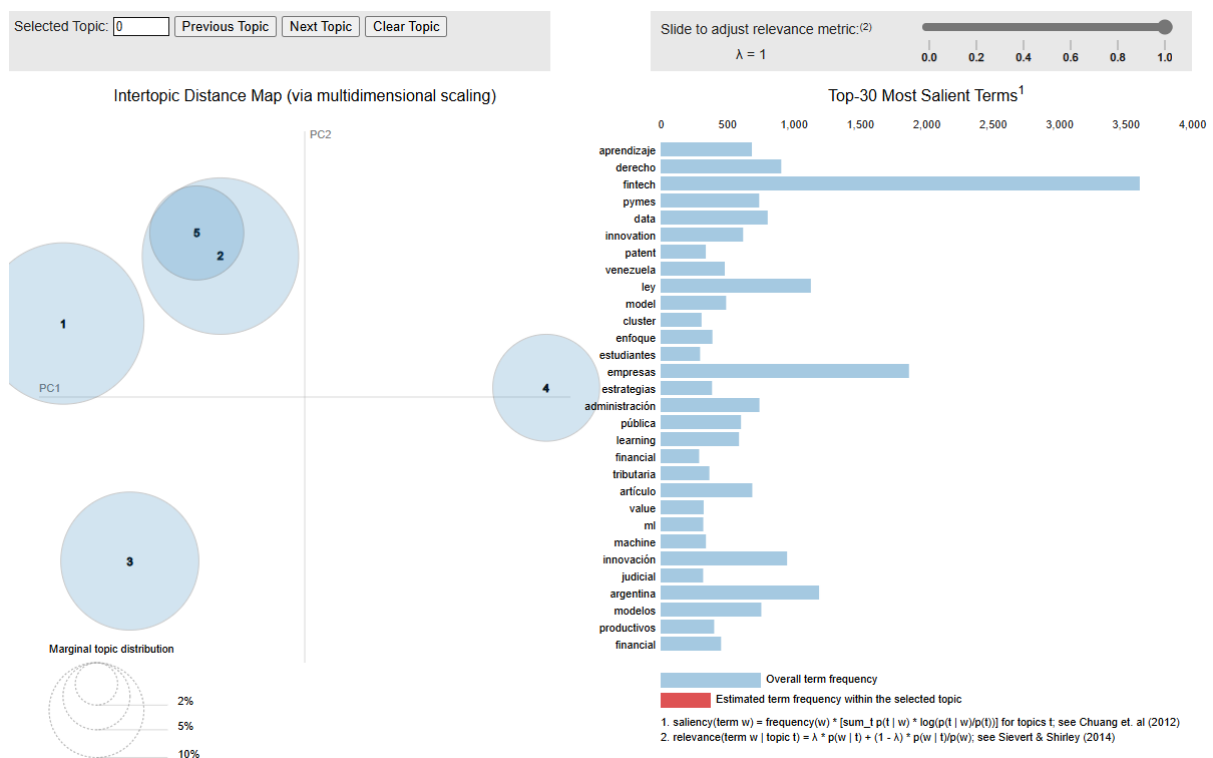 Selected Topic: 0 Previous Topic Next Topic Clear Topic
Slide to adjust relevance metric:(2)
λ = 1
0.0 0.2 0.4 0.6 0.8 1.0
Intertopic Distance Map (via multidimensional scaling)
PC2
PC1
5
2
1
4
3
Marginal topic distribution
2%
5%
10%
Top-30 Most Salient Terms1
0 500 1,000 1,500 2,000 2,500 3,000 3,500 4,000
aprendizaje
derecho
fintech
pymes
data
innovation
patent
venezuela
ley
model
cluster
enfoque
estudiantes
empresas
estrategias
administración
pública
learning
financial
tributaria
artículo
value
ml
machine
innovación
judicial
argentina
modelos
productivos
financial
Overall term frequency
Estimated term frequency within the selected topic
1. saliency(term w) = frequency(w) * [sum_t p(t | w) * log(p(t | w)/p(t))] for topics t; see Chuang et. al (2012)
2. relevance(term w | topic t) = λ * p(w | t) + (1 - λ) * p(w | t)/p(w); see Sievert & Shirley (2014)